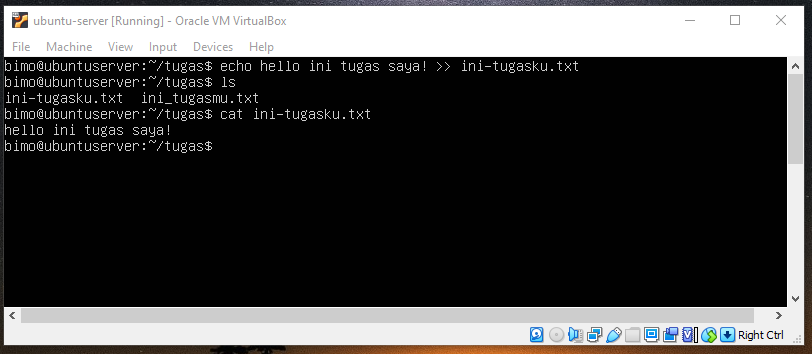 ubuntu-server [Running] - Oracle VM VirtualBox
File Machine View Input Devices Help
bimo@ubuntuserver:~/tugas$ echo hello ini tugas saya! >> ini-tugasku.txt
bimo@ubuntuserver:~/tugas$ ls
ini-tugasku.txt  ini_tugasmu.txt
bimo@ubuntuserver:~/tugas$ cat ini-tugasku.txt
hello ini tugas saya!
bimo@ubuntuserver:~/tugas$
Right Ctrl